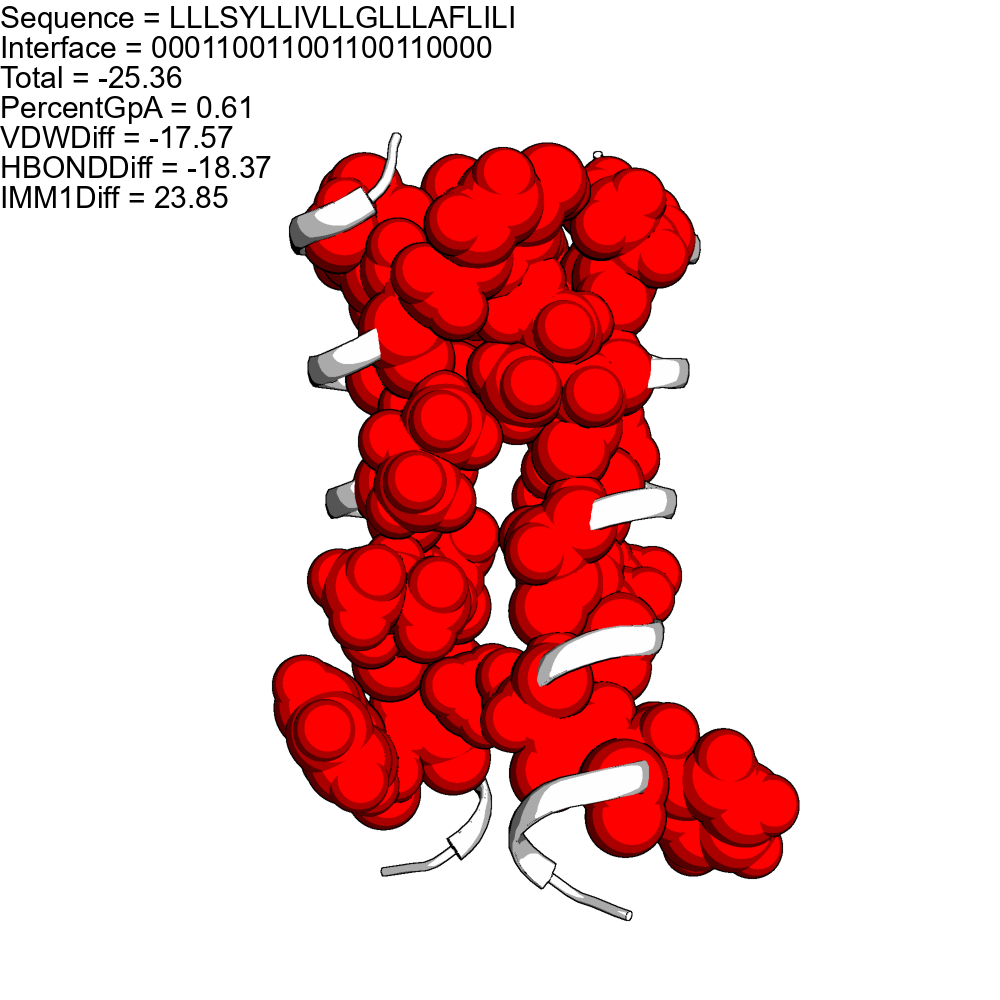 Sequence = LLLSYLLIVLLGLLLAFLILI
Interface = 000110011001100110000
Total = -25.36
PercentGpA = 0.61
VDWDiff = -17.57
HBONDDiff = -18.37
IMM1Diff = 23.85